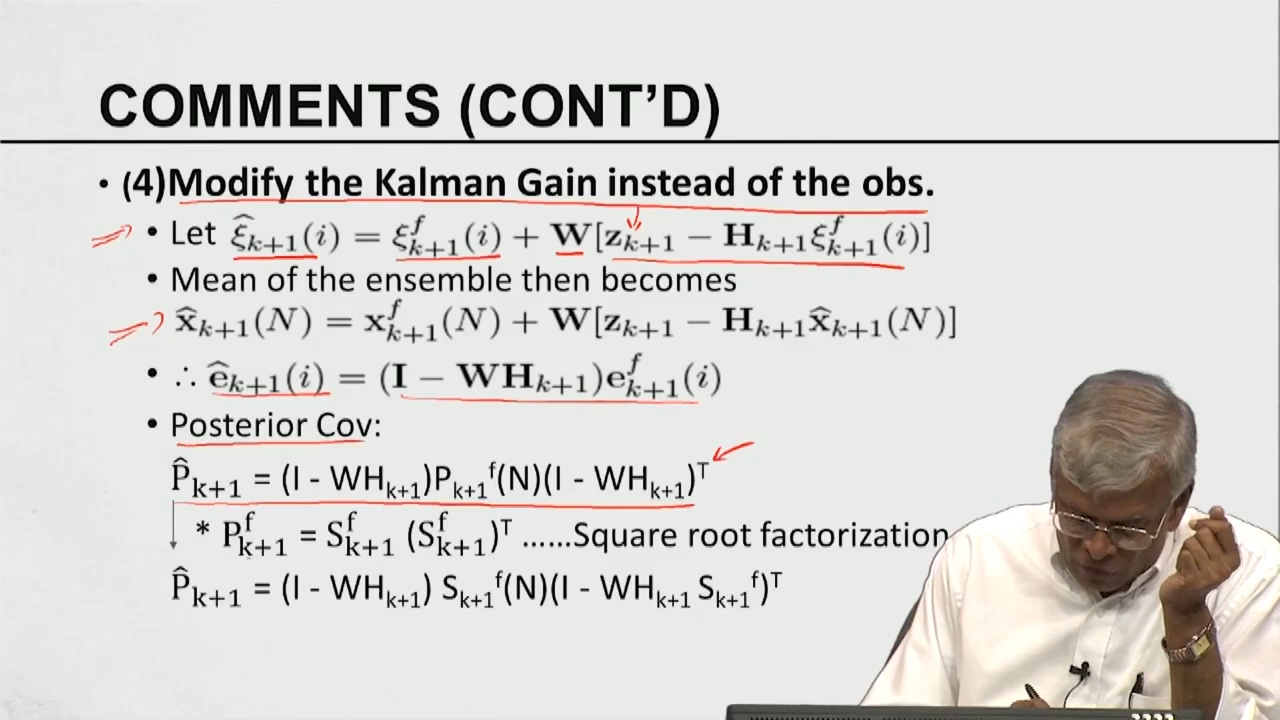 COMMENTS (CONT'D)
• (4)Modify the Kalman Gain instead of the obs.
• Let ξ̂ₖ₊₁(i) = ξᶠₖ₊₁(i) + W[zₖ₊₁ − Hₖ₊₁ξᶠₖ₊₁(i)]
• Mean of the ensemble then becomes
x̂ₖ₊₁(N) = xᶠₖ₊₁(N) + W[zₖ₊₁ − Hₖ₊₁x̂ₖ₊₁(N)]
• ∴ êₖ₊₁(i) = (I − WHₖ₊₁)eᶠₖ₊₁(i)
• Posterior Cov:
P̂ₖ₊₁ = (I - WHₖ₊₁)Pₖ₊₁ᶠ(N)(I - WHₖ₊₁)ᵀ
* Pᶠₖ₊₁ = Sᶠₖ₊₁ (Sᶠₖ₊₁)ᵀ ......Square root factorization
P̂ₖ₊₁ = (I - WHₖ₊₁) Sₖ₊₁ᶠ(N)(I - WHₖ₊₁ Sₖ₊₁ᶠ)ᵀ